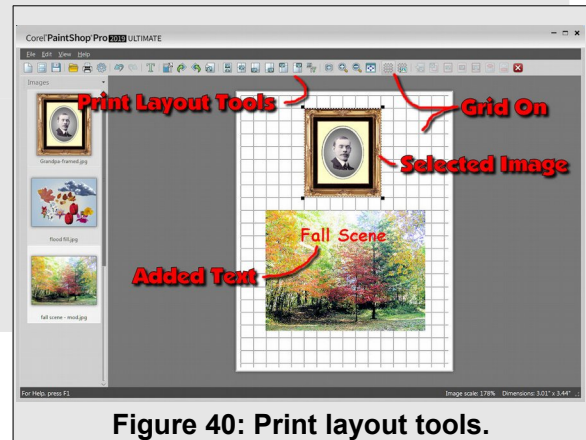 Corel® PaintShop® Pro 2019 ULTIMATE
File Edit View Help
Images
Print Layout Tools
Grid On
Grandpa-framed.jpg
Selected Image
flood fill.jpg
Fall Scene
Added Text
fall scene - mod.jpg
For Help, press F1
Image scale: 178% Dimensions: 3.01" x 3.44"
Figure 40: Print layout tools.